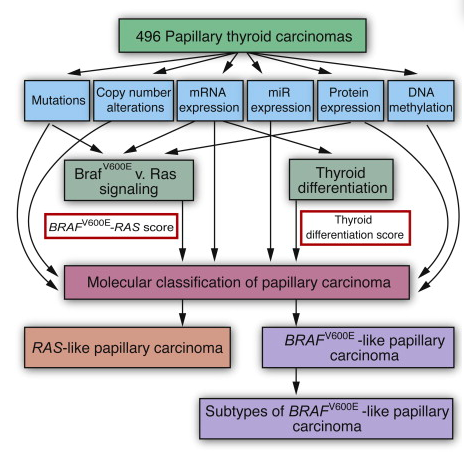 496 Papillary thyroid carcinomas
Mutations
Copy number
alterations
mRNA
expression
miR
expression
Protein
expression
DNA
methylation
Braf^V600E v. Ras
signaling
Thyroid
differentiation
BRAF^V600E-RAS score
Thyroid
differentiation score
Molecular classification of papillary carcinoma
RAS-like papillary carcinoma
BRAF^V600E -like papillary
carcinoma
Subtypes of BRAF^V600E -like papillary
carcinoma